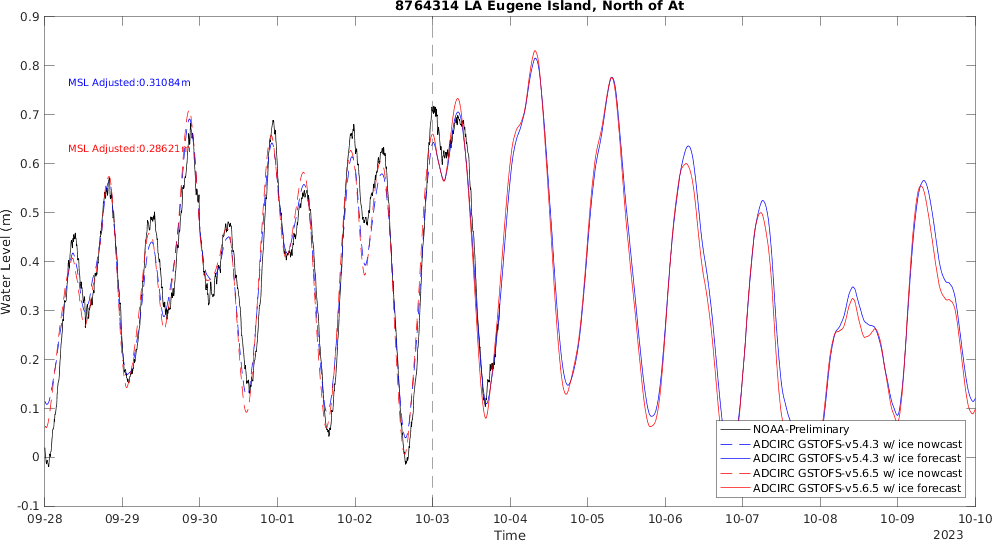 8764314 LA Eugene Island, North of At
0.9
0.8
0.7
0.6
0.5
0.4
0.3
0.2
0.1
0
-0.1
Water Level (m)
MSL Adjusted:0.31084m
MSL Adjusted:0.28621m
NOAA-Preliminary
ADCIRC GSTOFS-v5.4.3 w/ ice nowcast
ADCIRC GSTOFS-v5.4.3 w/ ice forecast
ADCIRC GSTOFS-v5.6.5 w/ ice nowcast
ADCIRC GSTOFS-v5.6.5 w/ ice forecast
09-28 09-29 09-30 10-01 10-02 10-03 10-04 10-05 10-06 10-07 10-08 10-09 10-10
Time
2023